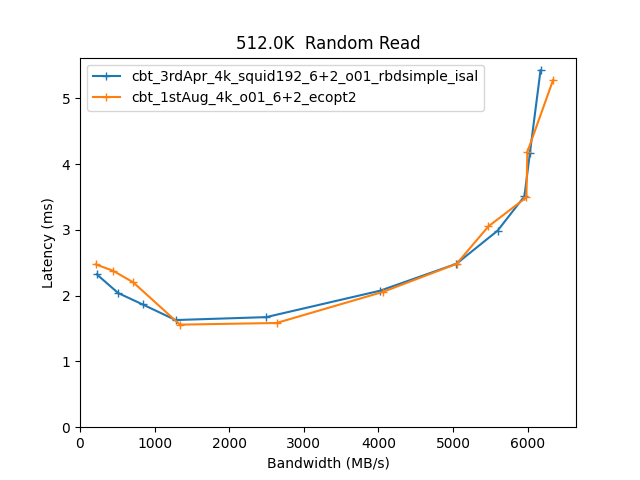 512.0K  Random Read
cbt_3rdApr_4k_squid192_6+2_o01_rbdsimple_isal
cbt_1stAug_4k_o01_6+2_ecopt2
Latency (ms)
5
4
3
2
1
0
0 1000 2000 3000 4000 5000 6000
Bandwidth (MB/s)